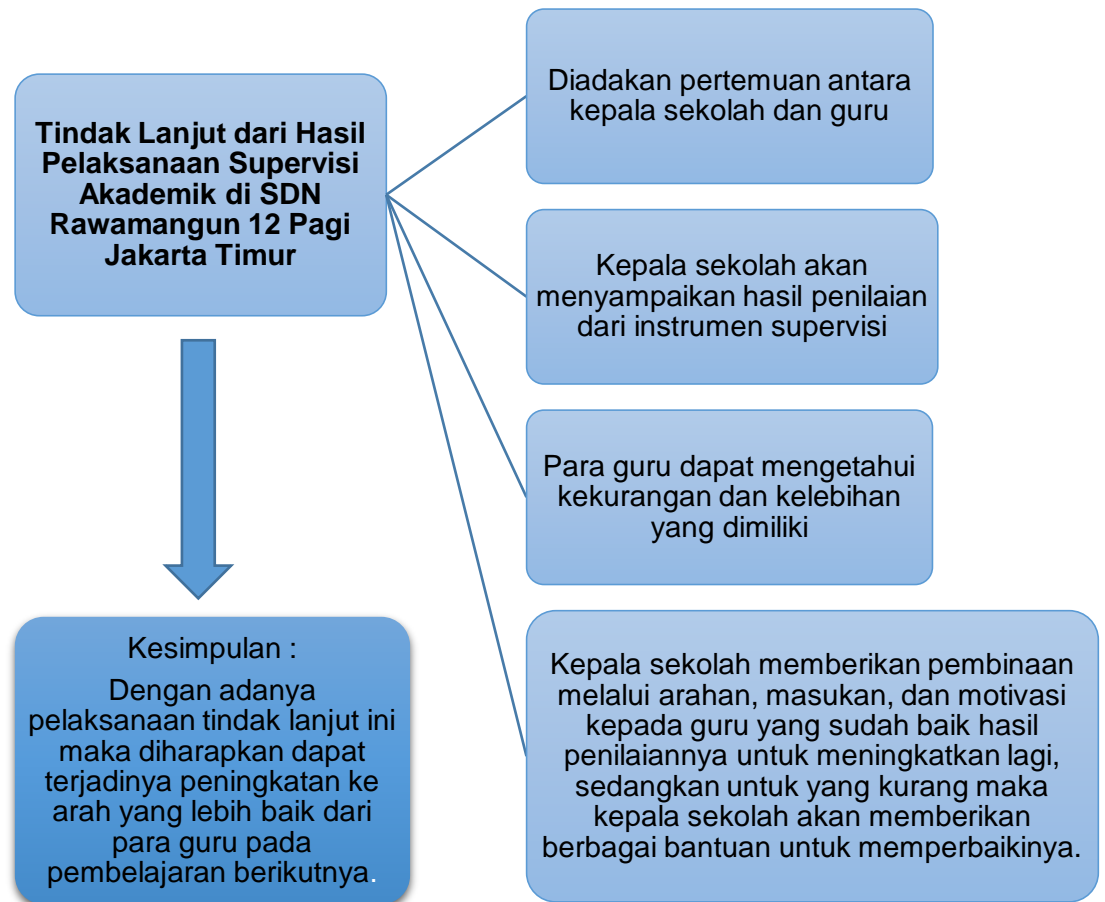 Tindak Lanjut dari Hasil
Pelaksanaan Supervisi
Akademik di SDN
Rawamangun 12 Pagi
Jakarta Timur
Diadakan pertemuan antara
kepala sekolah dan guru
Kepala sekolah akan
menyampaikan hasil penilaian
dari instrumen supervisi
Para guru dapat mengetahui
kekurangan dan kelebihan
yang dimiliki
Kepala sekolah memberikan pembinaan
melalui arahan, masukan, dan motivasi
kepada guru yang sudah baik hasil
penilaiannya untuk meningkatkan lagi,
sedangkan untuk yang kurang maka
kepala sekolah akan memberikan
berbagai bantuan untuk memperbaikinya.
Kesimpulan :
Dengan adanya
pelaksanaan tindak lanjut ini
maka diharapkan dapat
terjadinya peningkatan ke
arah yang lebih baik dari
para guru pada
pembelajaran berikutnya.